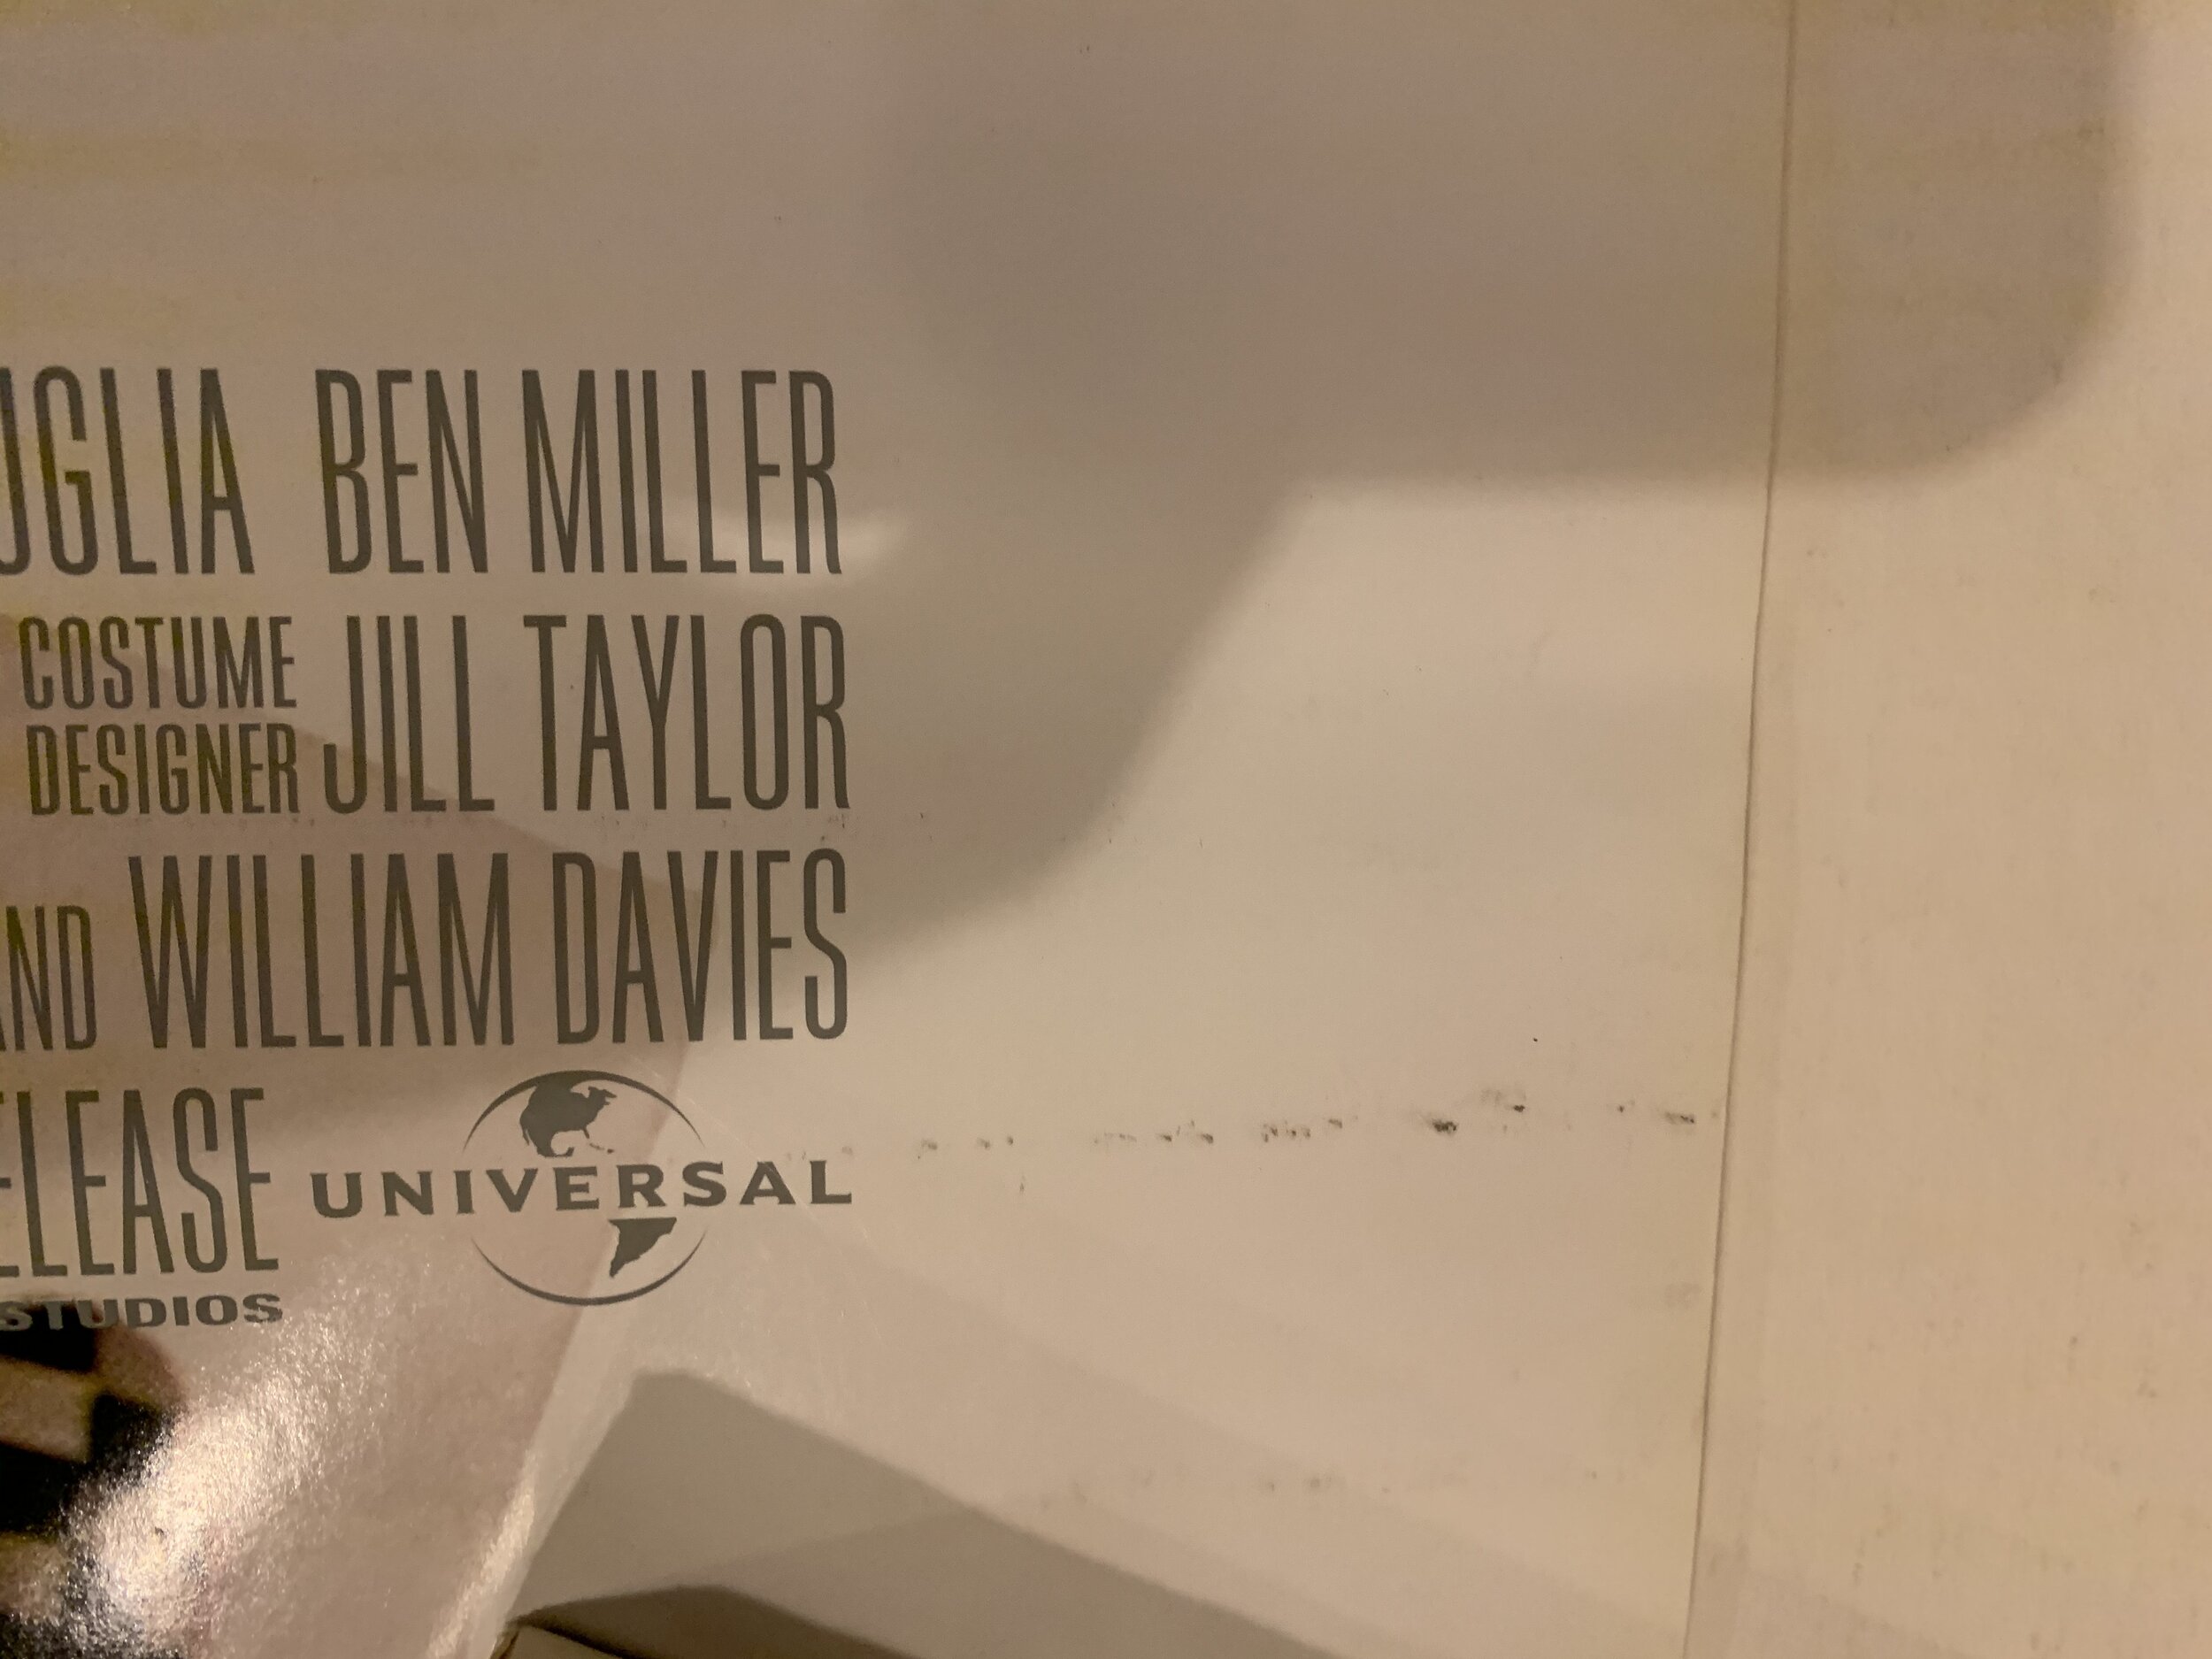 UGLIA BEN MILLER
COSTUME
DESIGNER JILL TAYLOR
AND WILLIAM DAVIES
ELEASE UNIVERSAL
STUDIOS